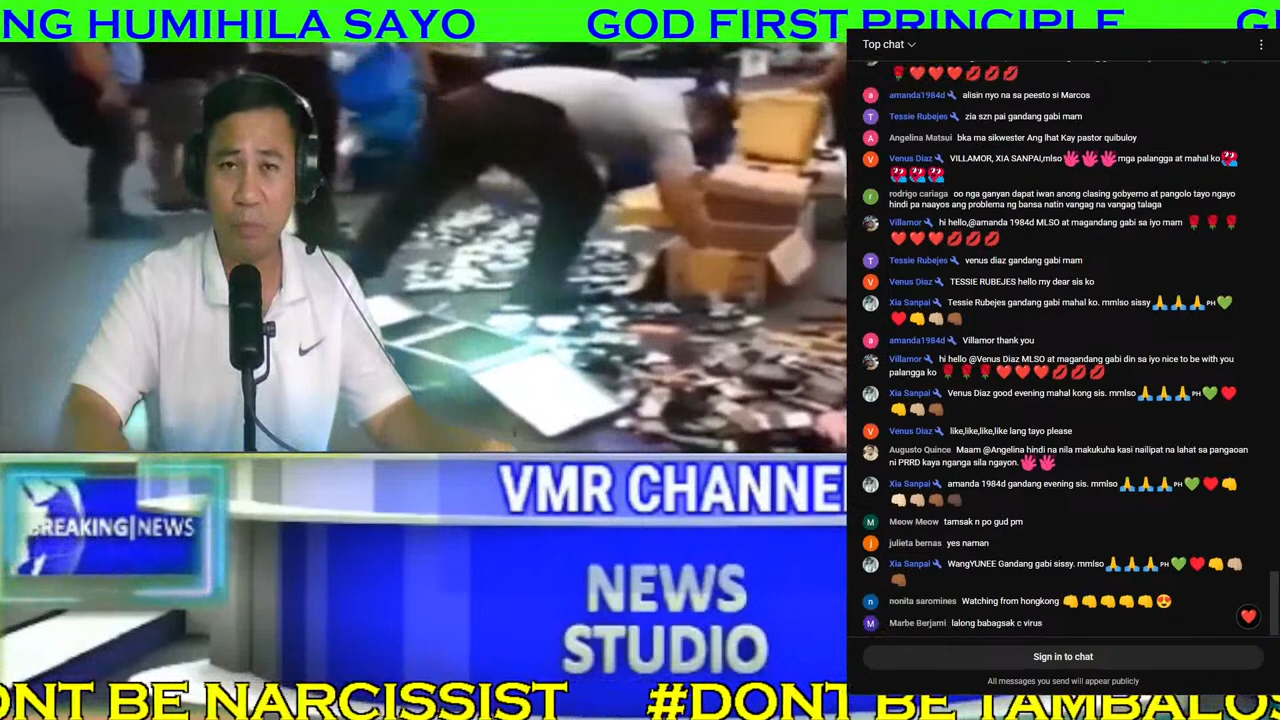 NG HUMIHILA SAYO GOD FIRST PRINCIPLE
Top chat
amanda1984d alisin nyo na sa peesto si Marcos
Tessie Rubejes zia szn pai gandang gabi mam
Angelina Matsui bka ma sikwester Ang lhat Kay pastor quibuloy
Venus Diaz VILLAMOR, XIA SANPAI,mlso👋👋👋mga palangga at mahal ko
rodrigo cariaga oo nga ganyan dapat iwan anong clasing gobyerno at pangolo tayo ngayo
hindi pa naayos ang problema ng bansa natin vangag na vangag talaga
Villamor hi hello,@amanda 1984d MLSO at magandang gabi sa iyo mam 🌹🌹🌹
❤️❤️❤️💋💋💋
Tessie Rubejes venus diaz gandang gabi mam
Venus Diaz TESSIE RUBEJES hello my dear sis ko
Xia Sanpai Tessie Rubejes gandang gabi mahal ko. mmlso sissy 🙏🙏🙏PH💚
❤️👊👊🏼👊🏾
amanda1984d Villamor thank you
Villamor hi hello @Venus Diaz MLSO at magandang gabi din sa iyo nice to be with you
palangga ko 🌹🌹🌹❤️❤️❤️💋💋💋
Xia Sanpai Venus Diaz good evening mahal kong sis. mmlso 🙏🙏🙏PH💚❤️
👊👊🏼👊🏾
Venus Diaz like,like,like,like lang tayo please
Augusto Quince Maam @Angelina hindi na nila makukuha kasi nailipat na lahat sa pangaoan
ni PRRD kaya nganga sila ngayon.👋👋
Xia Sanpai amanda 1984d gandang evening sis. mmlso 🙏🙏🙏PH💚❤️👊
👊🏻👊🏼👊🏾👊🏿
Meow Meow tamsak n po gud pm
julieta bernas yes naman
Xia Sanpai WangYUNEE Gandang gabi sissy. mmlso 🙏🙏🙏PH💚❤️👊👊🏼
👊🏾
nonita saromines Watching from hongkong 👊👊👊👊👊😍
Marbe Berjami lalong babagsak c virus
Sign in to chat
All messages you send will appear publicly
VMR CHANNE
BREAKING|NEWS
NEWS
STUDIO
ONT BE NARCISSIST #DONT BE TAMBALOS